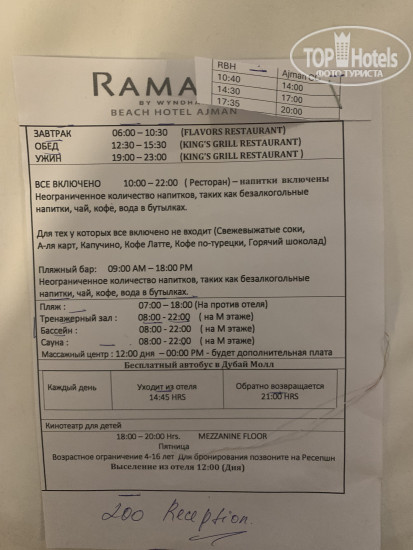 TopHotels
ФОТО ТУРИСТА
RBH
Ajman
10:40
14:00
14:30
17:00
17:35
20:00
RAMA
BY WYNDH
BEACH HOTEL AJMAN
ЗАВТРАК 06:00 – 10:30 (FLAVORS RESTAURANT)
ОБЕД 12:30 – 15:30 (KING'S GRILL RESTAURANT)
УЖИН 19:00 – 23:00 (KING'S GRILL RESTAURANT )
ВСЕ ВКЛЮЧЕНО 10:00 – 22:00 ( Ресторан) – напитки включены
Неограниченное количество напитков, таких как безалкогольные
напитки, чай, кофе, вода в бутылках.
Для тех у которых все включено не входит (Свежевыжатые соки,
А-ля карт, Капучино, Кофе Латте, Кофе по-турецки, Горячий шоколад)
Пляжный бар: 09:00 AM – 18:00 PM
Неограниченное количество напитков, таких как безалкогольные
напитки, чай, кофе, вода в бутылках.
Пляж : 07:00 – 18:00 (На против отеля)
Тренажерный зал : 08:00 - 22:00 ( на М этаже)
Бассейн : 08:00 - 22:00 ( на М этаже)
Сауна : 08:00 - 22:00 ( на М этаже)
Массажный центр : 12:00 дня – 00:00 PM - будет дополнительная плата
Бесплатный автобус в Дубай Молл
Каждый день Уходит из отеля Обратно возвращается
14:45 HRS 21:00 HRS
Кинотеатр для детей
18:00 – 20:00 Hrs. MEZZANINE FLOOR
Пятница
Возрастное ограничение 4-16 лет Для бронирования позвоните на Ресепшн
Выселение из отеля 12:00 (Дня)
200 Reception.